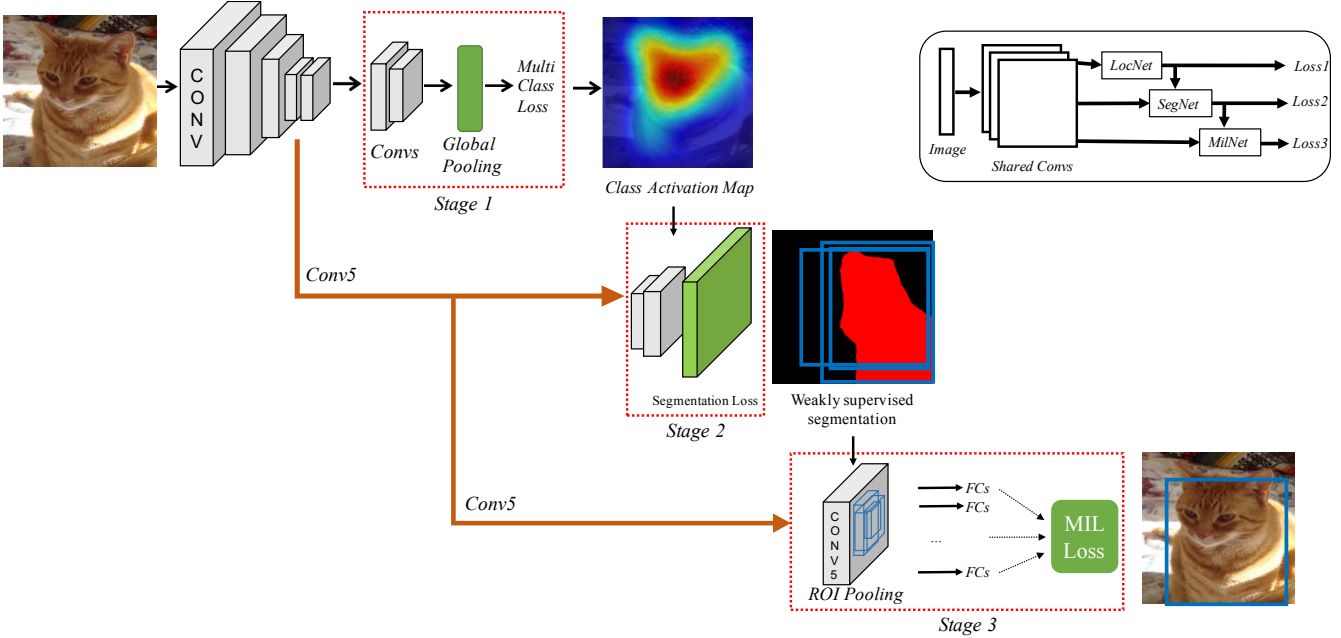 CONV
Convs
Global
Pooling
Multi
Class
Loss
Stage 1
Class Activation Map
Image
Shared Convs
LocNet
SegNet
MilNet
Loss1
Loss2
Loss3
Conv5
Segmentation Loss
Stage 2
Weakly supervised
segmentation
Conv5
CONV5
ROI Pooling
FCs
FCs
...
FCs
MIL
Loss
Stage 3